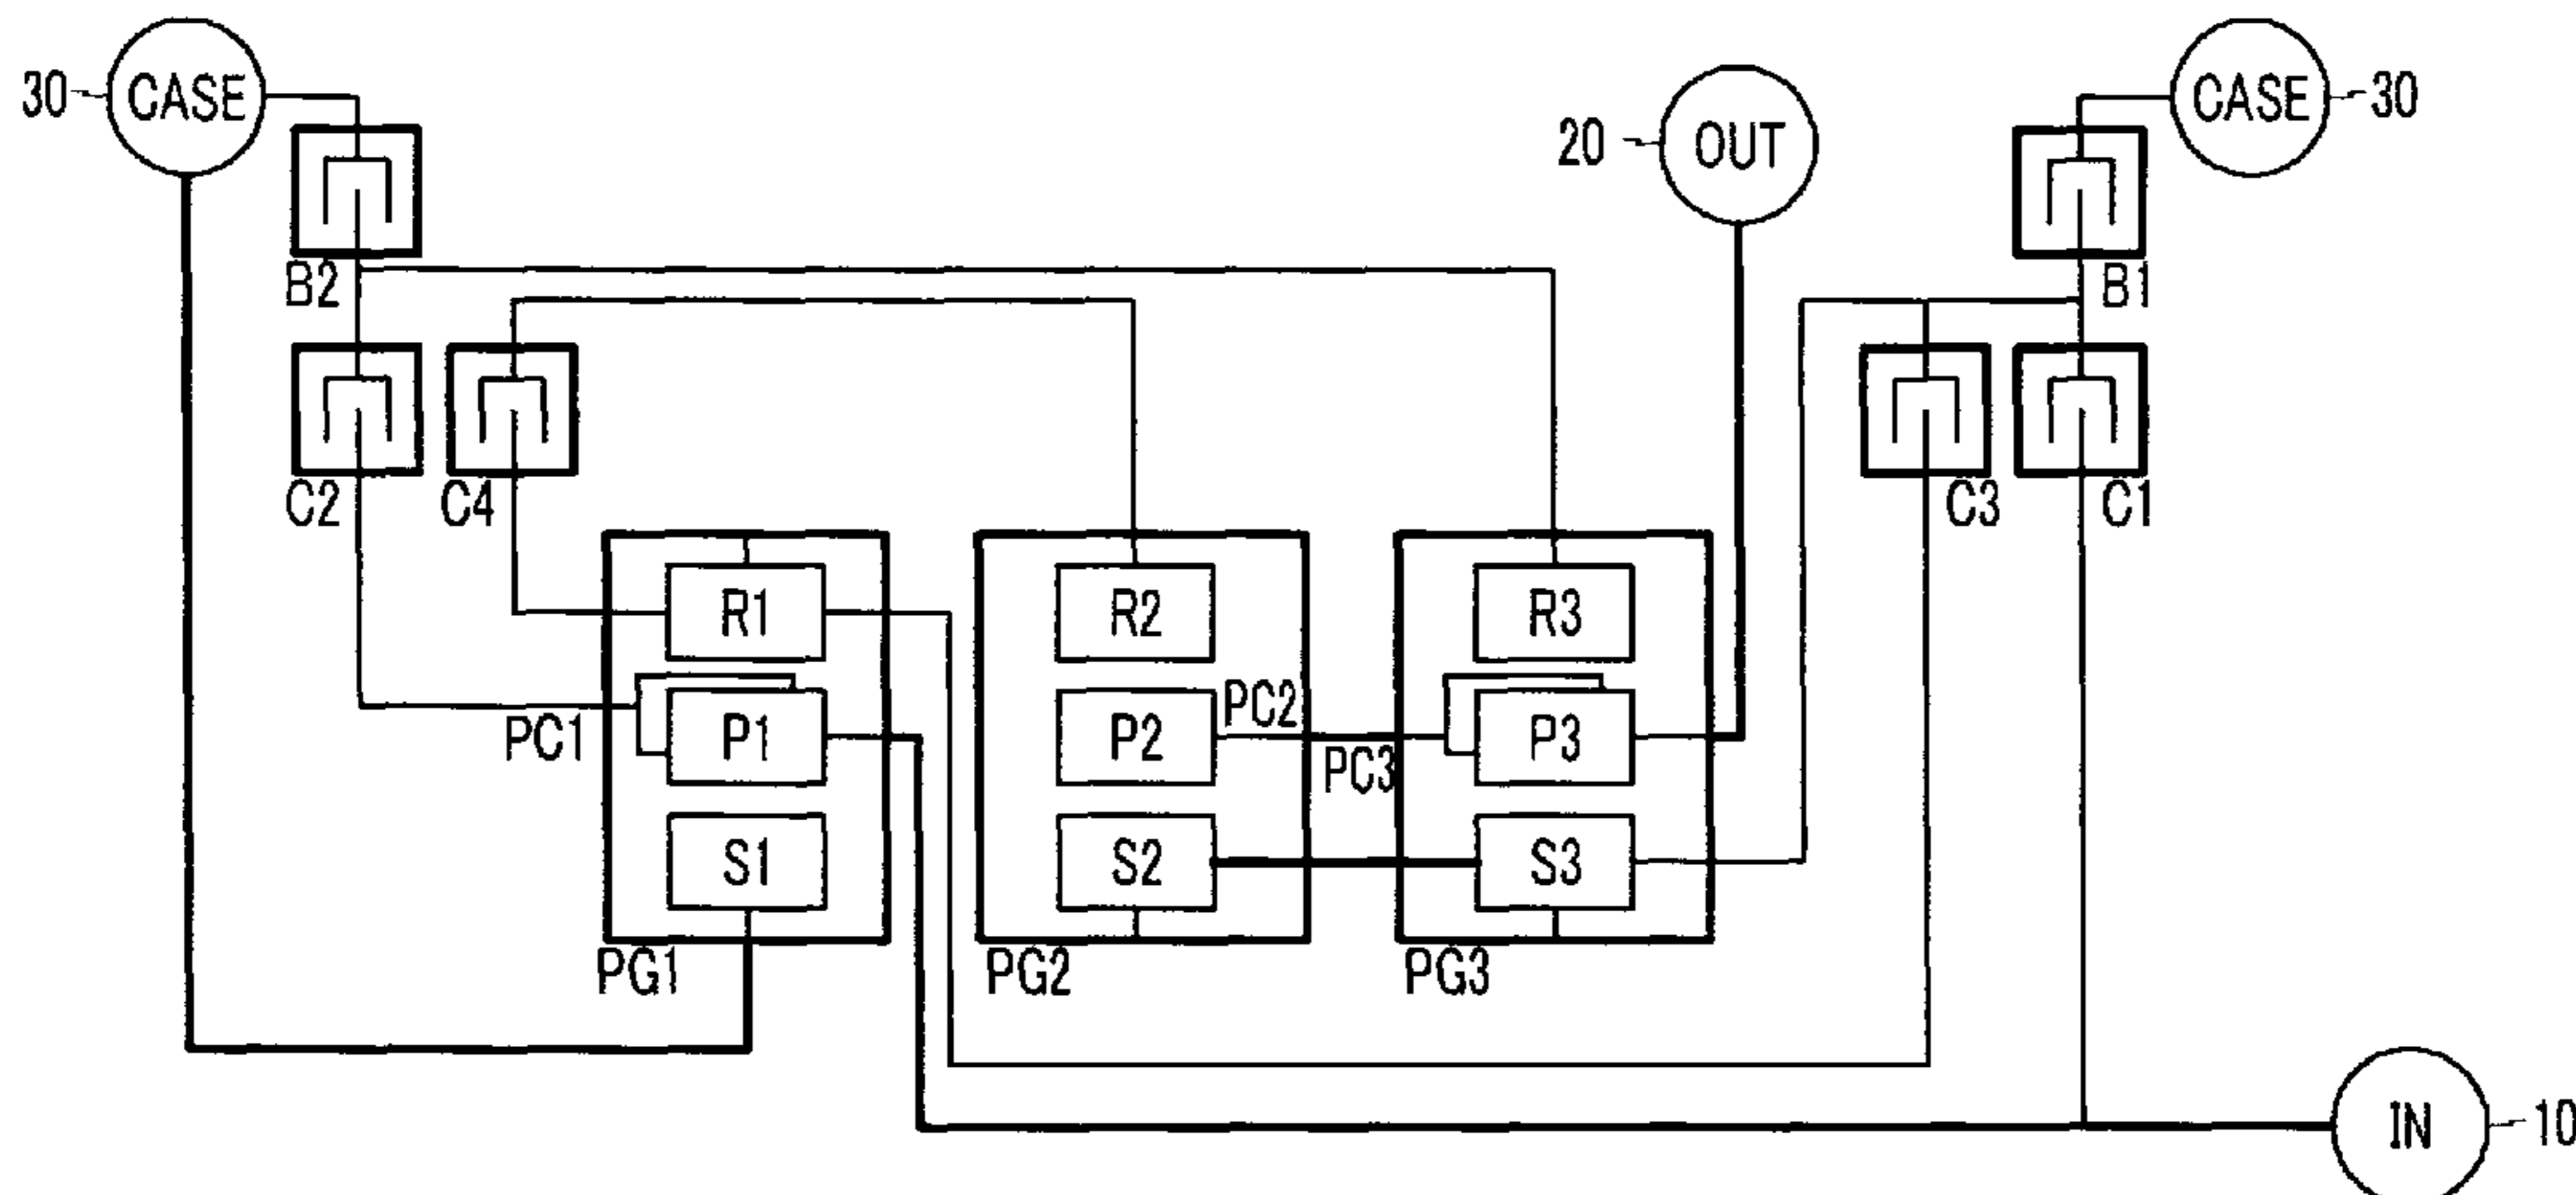 30 CASE CASE 30
20 OUT
B2 B1
C2 C4 C3 C1
R1 R2 R3
PC1 P1 P2 PC2 PC3 P3
S1 S2 S3
PG1 PG2 PG3
IN 10